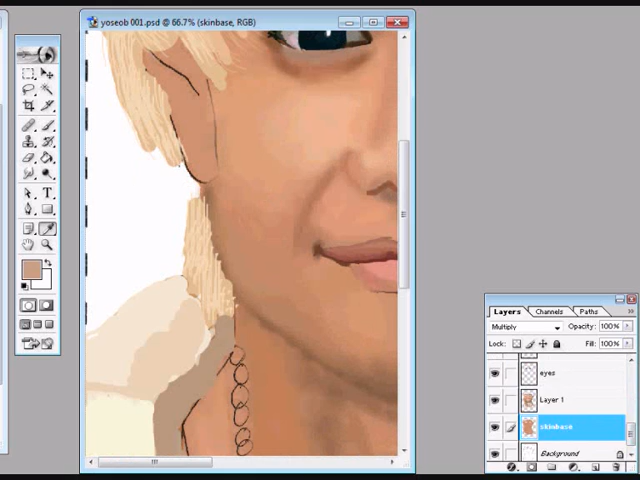 yoseob 001.psd @ 66.7% (skinbase, RGB)
T
Layers
Channels
Paths
Multiply
Opacity: 100%
Lock:
Fill: 100%
eyes
Layer 1
skinbase
Background